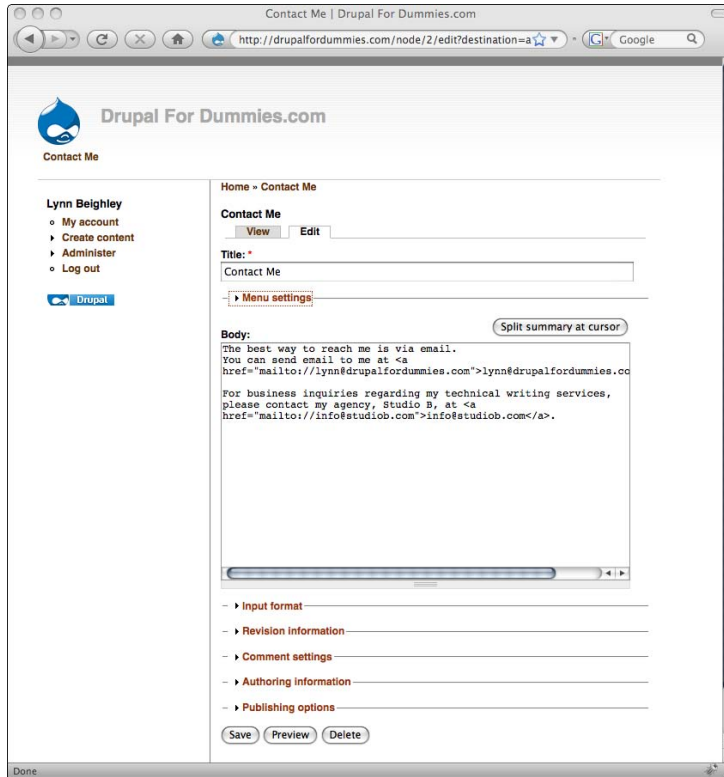 Contact Me | Drupal For Dummies.com
http://drupalfordummies.com/node/2/edit?destination=a
Google
Drupal For Dummies.com
Contact Me
Lynn Beighley
My account
Create content
Administer
Log out
Drupal
Home » Contact Me
Contact Me
View Edit
Title: *
Contact Me
Menu settings
Split summary at cursor
Body:
The best way to reach me is via email.
You can send email to me at <a
href="mailto://lynn@drupalfordummies.com">lynn@drupalfordummies.co
For business inquiries regarding my technical writing services,
please contact my agency, Studio B, at <a
href="mailto://info@studiob.com">info@studiob.com</a>.
Input format
Revision information
Comment settings
Authoring information
Publishing options
Save Preview Delete
Done